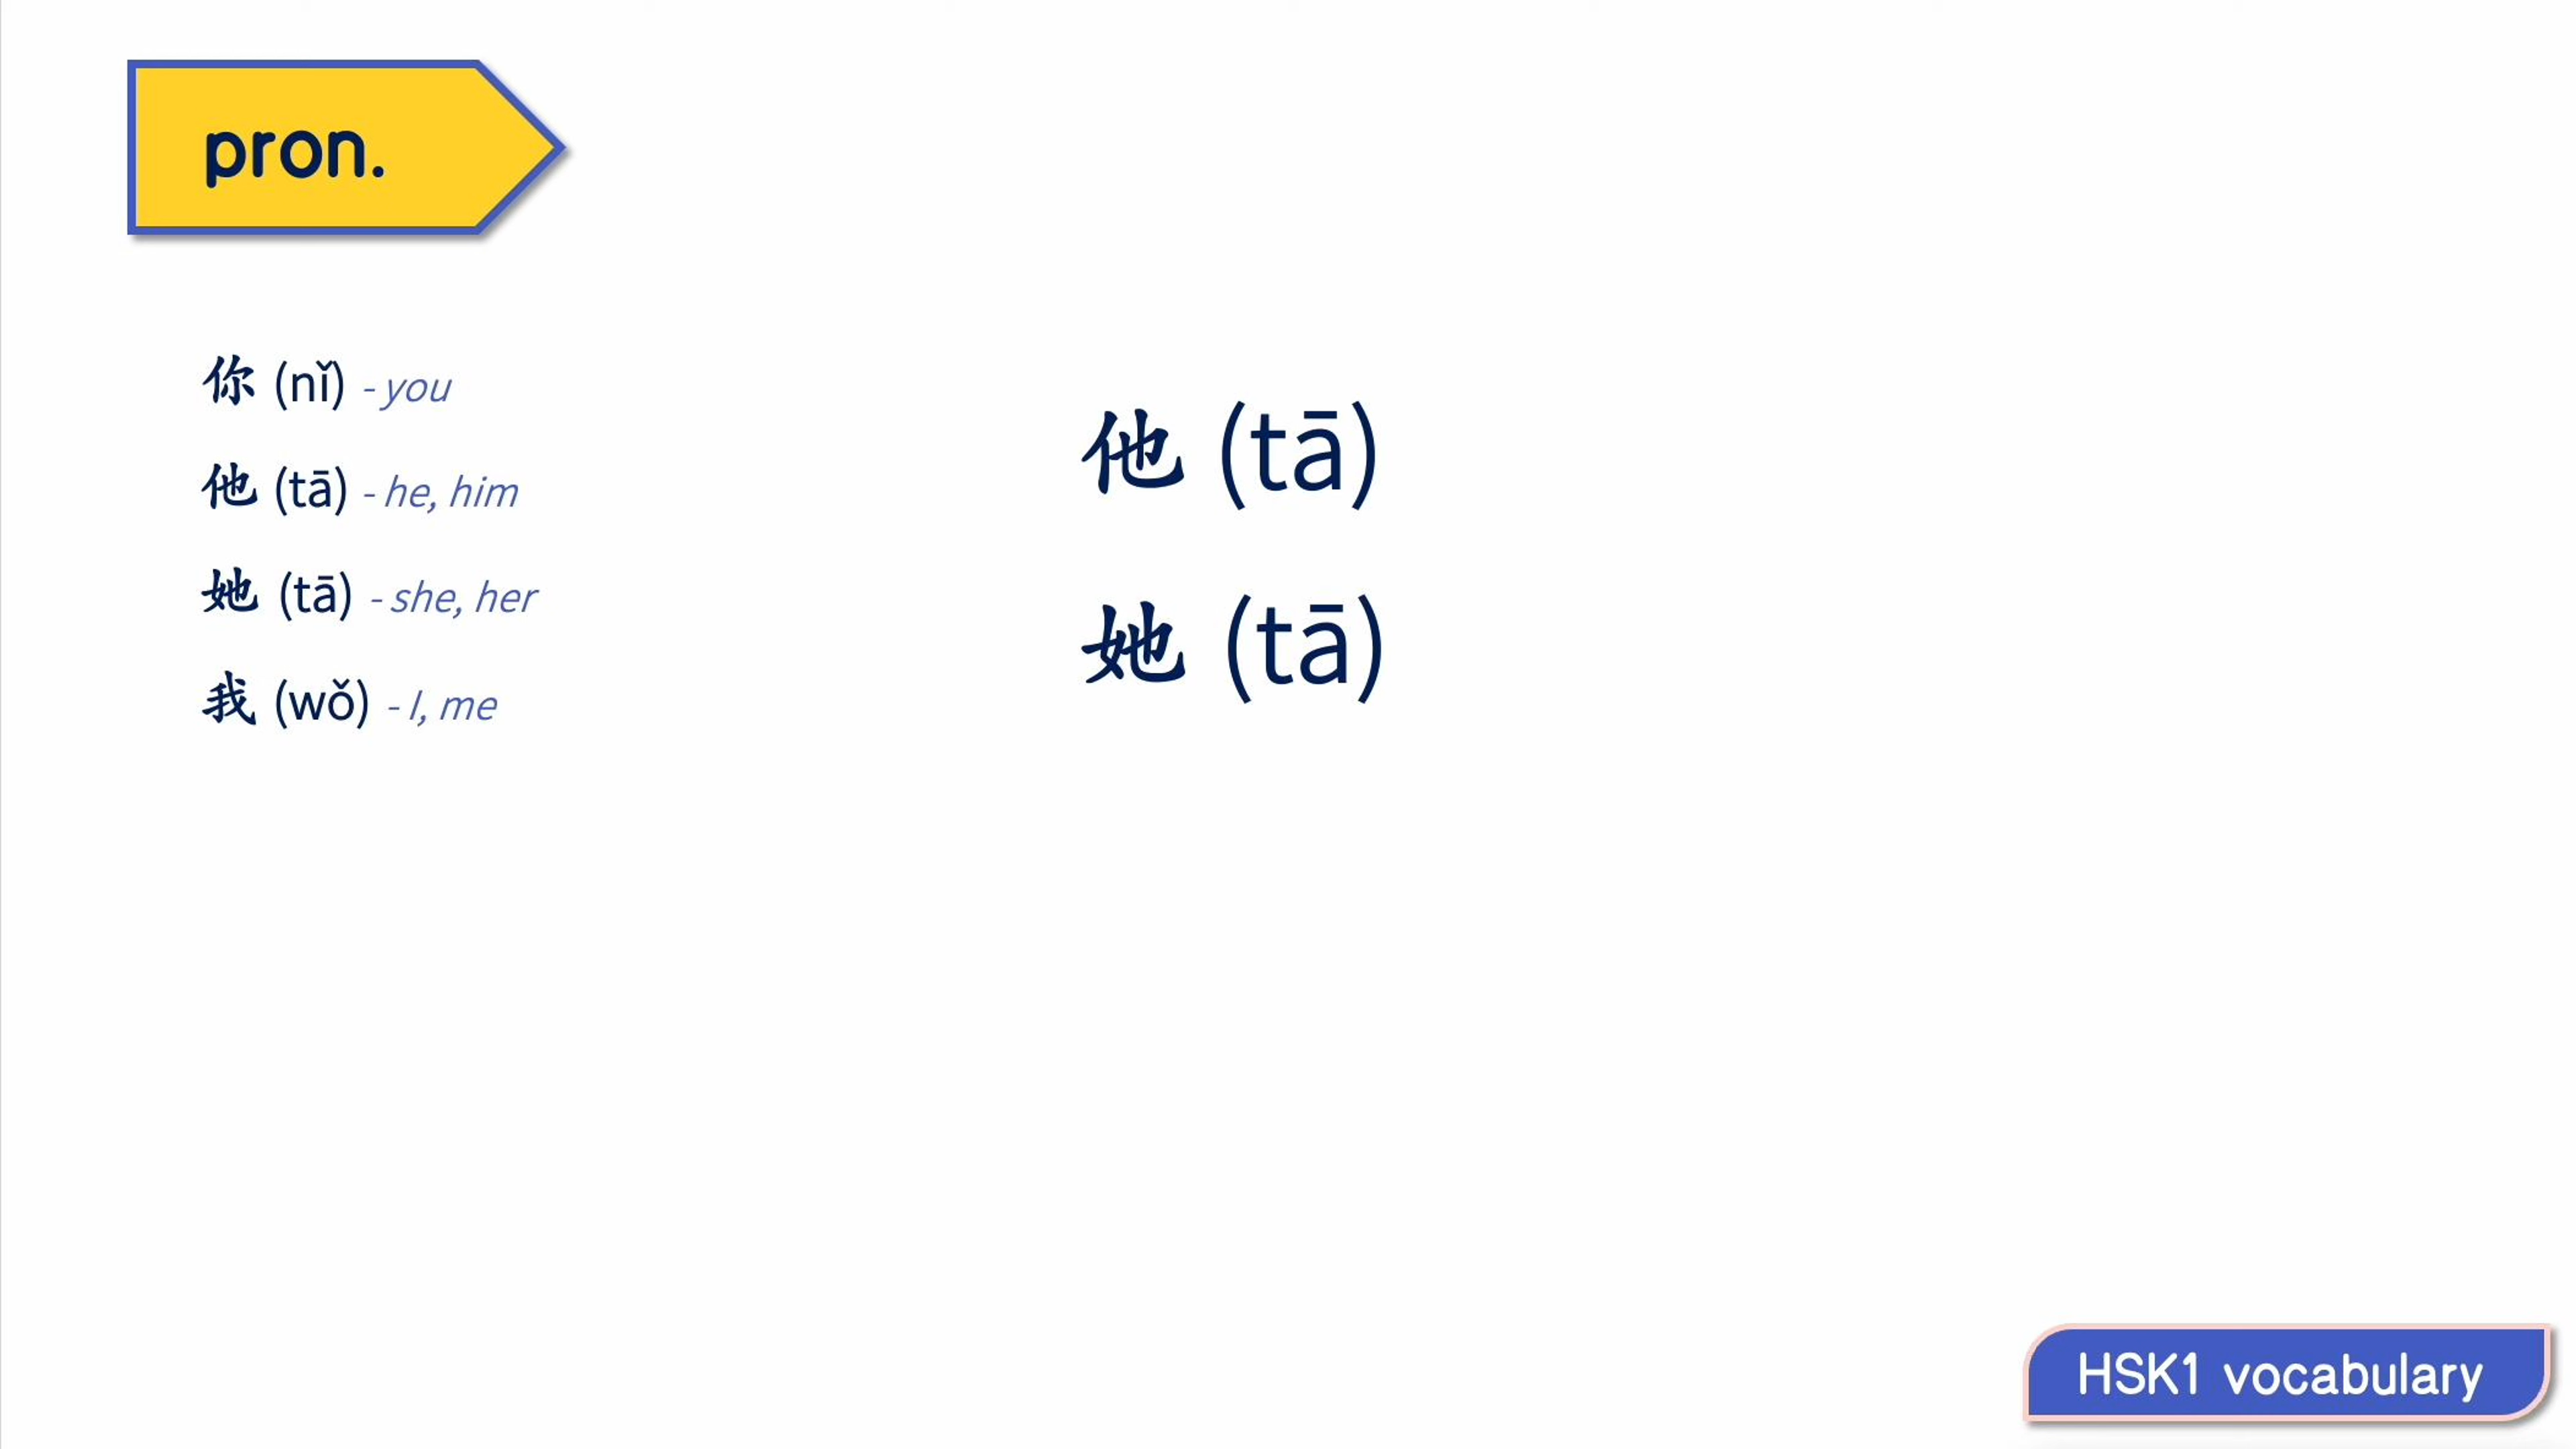 pron.
你 (nǐ) - you
他 (tā) - he, him
她 (tā) - she, her
我 (wǒ) - I, me
他 (tā)
她 (tā)
HSK1 vocabulary